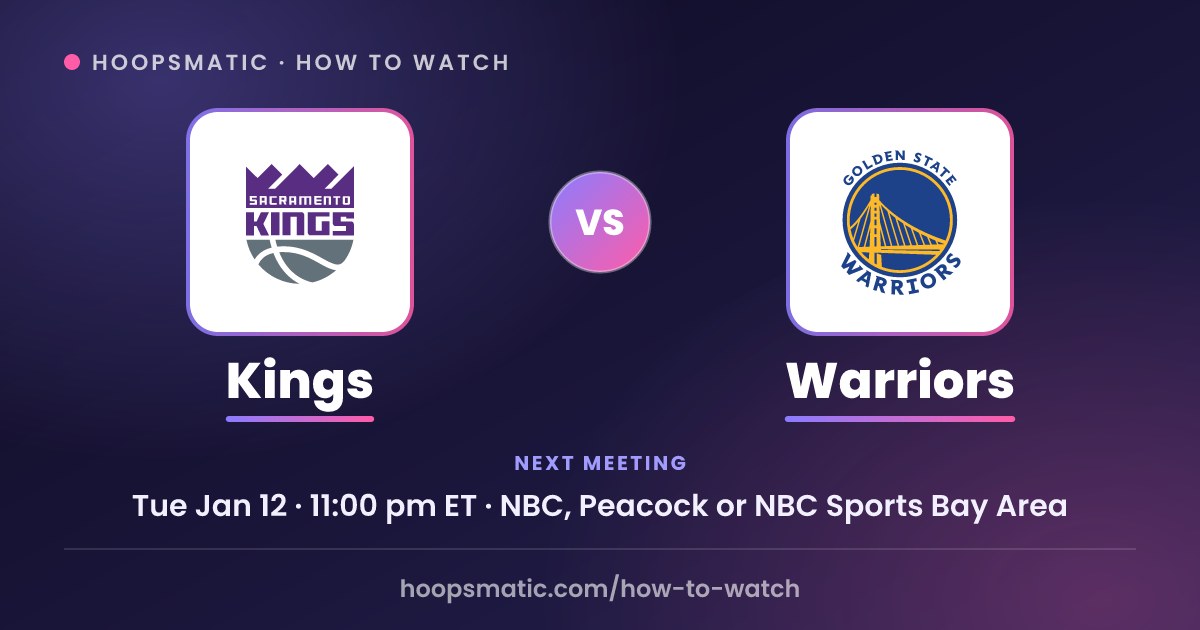 HOOPSMATIC · HOW TO WATCH
SACRAMENTO
KINGS
GOLDEN STATE
WARRIORS
VS
Kings
Warriors
NEXT MEETING
Tue Jan 12 · 11:00 pm ET · NBC, Peacock or NBC Sports Bay Area
hoopsmatic.com/how-to-watch